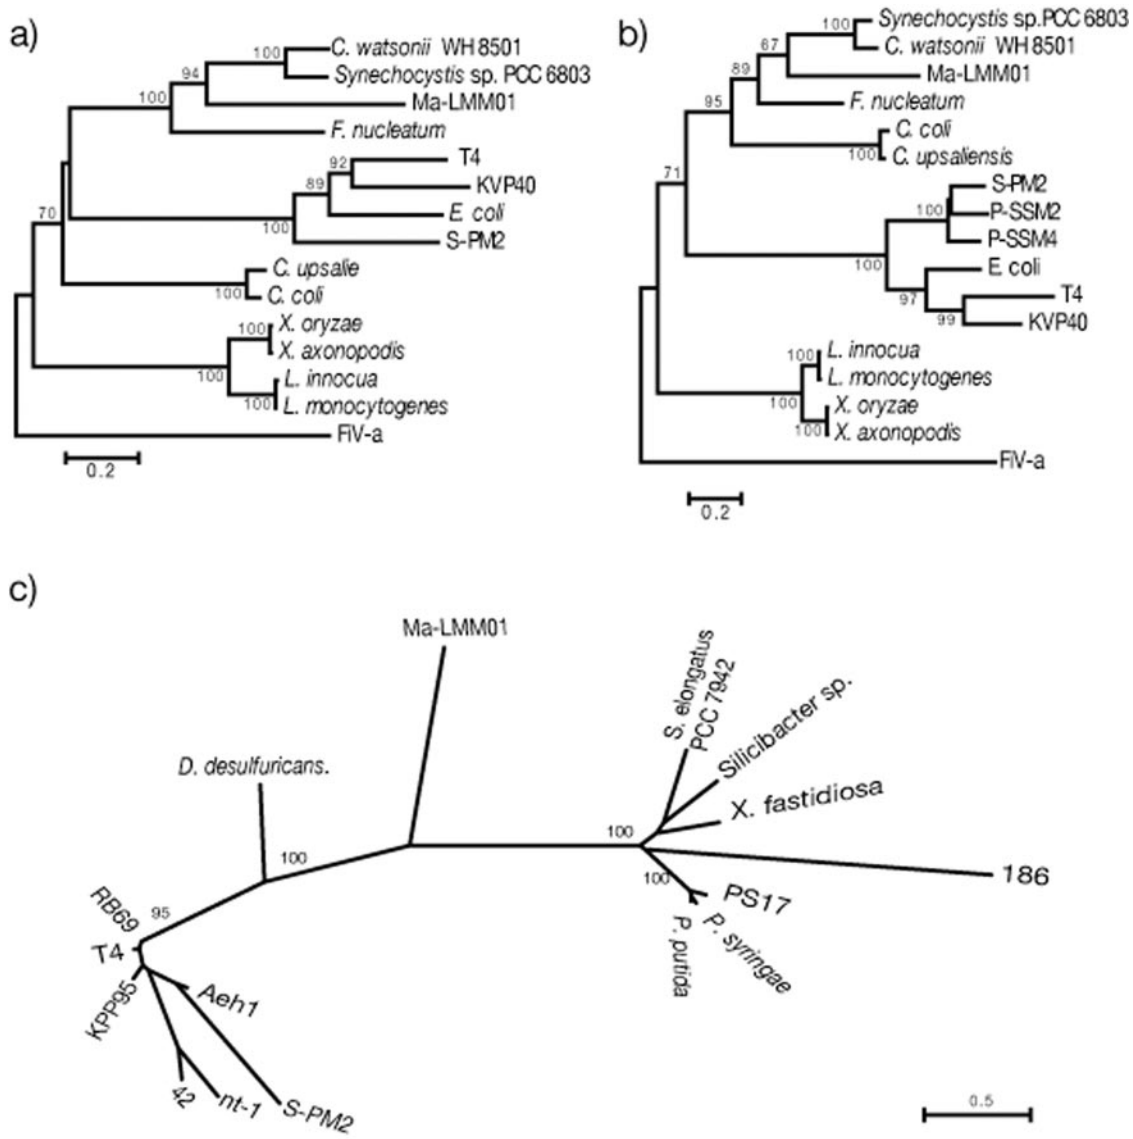 a)
100
C. watsonii WH 8501
94
Synechocystis sp. PCC 6803
100
Ma-LMM01
F. nucleatum
92
T4
89
KVP40
E coli
100
S-PM2
70
C. upsalie
100
C. coli
100
X. oryzae
X. axonopodis
100
L. innocua
100
L. monocytogenes
FiV-a
0.2
b)
100
Synechocystis sp. PCC 6803
67
C. watsonii WH 8501
89
Ma-LMM01
95
F. nucleatum
C. coli
100
C. upsaliensis
71
S-PM2
100
P-SSM2
P-SSM4
100
E coli
97
T4
99
KVP40
100
L. innocua
L. monocytogenes
100
X. oryzae
100
X. axonopodis
FiV-a
0.2
c)
Ma-LMM01
S. elongatus
PCC 7942
Silicibacter sp.
D. desulfuricans.
X. fastidiosa
100
100
186
100
PS17
RB69
95
P. syringae
P. putida
T4
KPP95
Aeh1
42
nt-1
S-PM2
0.5